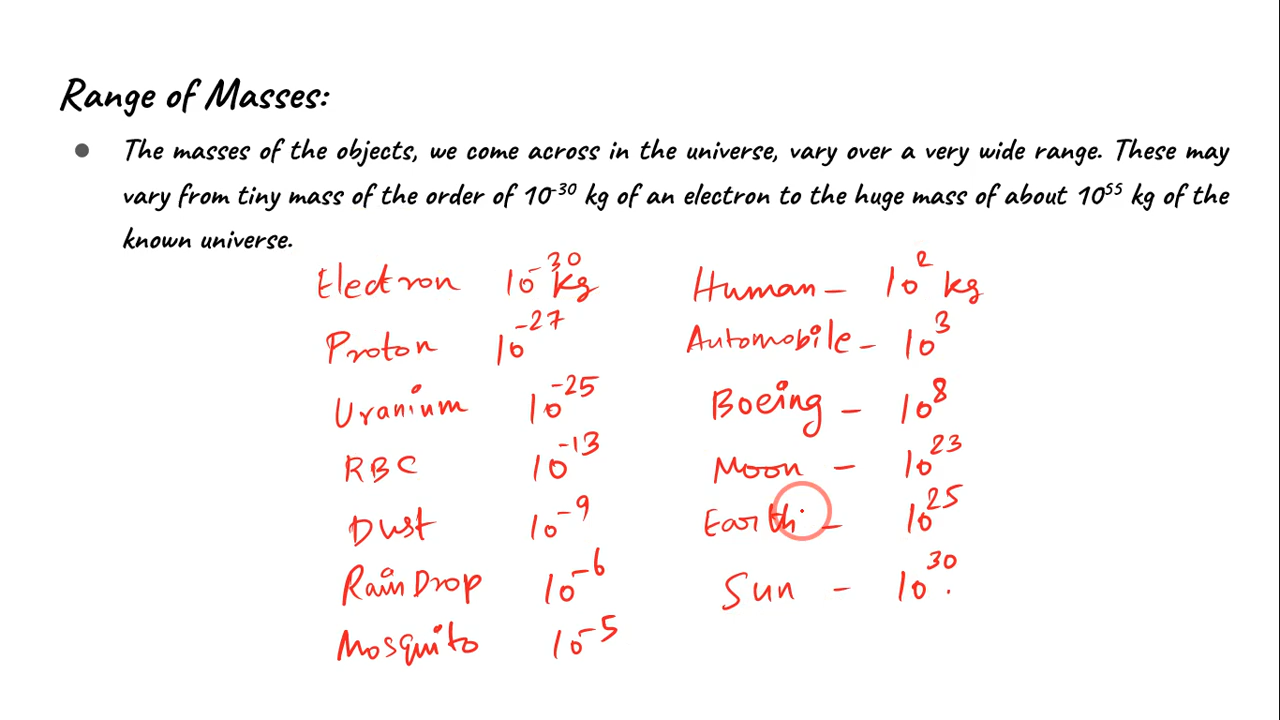 Range of Masses:
● The masses of the objects, we come across in the universe, vary over a very wide range. These may
vary from tiny mass of the order of 10⁻³⁰ kg of an electron to the huge mass of about 10⁵⁵ kg of the
known universe.
Electron 10⁻³⁰ kg
Proton 10⁻²⁷
Uranium 10⁻²⁵
RBC 10⁻¹³
Dust 10⁻⁹
Rain Drop 10⁻⁶
Mosquito 10⁻⁵
Human – 10² kg
Automobile – 10³
Boeing – 10⁸
Moon – 10²³
Earth – 10²⁵
Sun – 10³⁰.